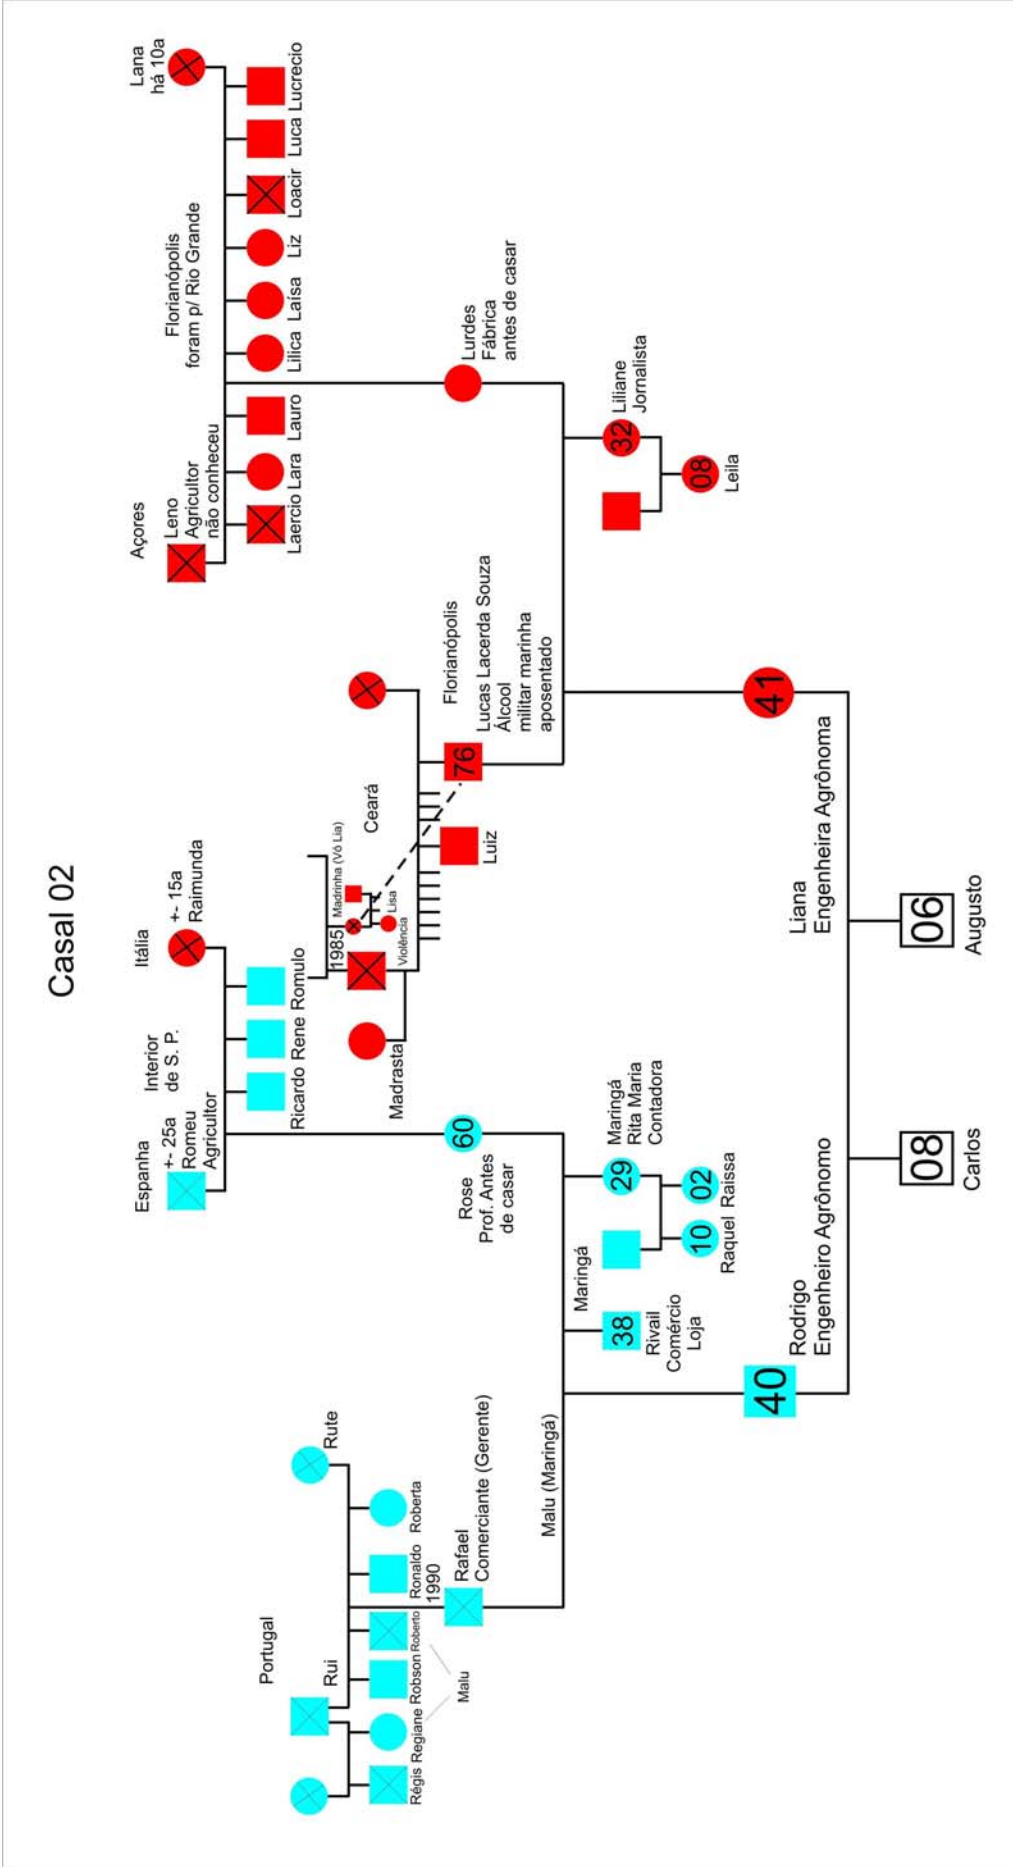 Casal 02
Portugal
Rui
Rute
Régis
Regiane
Robson
Roberto
Ronaldo
Roberta
1990
Malu
Rafael
Comerciante (Gerente)
Malu (Maringá)
Espanha
+- 25a
Romeu
Agricultor
Interior
de S. P.
Itália
+- 15a
Raimunda
Ricardo
Rene
Romulo
60
Rose
Prof. Antes
de casar
Maringá
38
Rivail
Comércio
Loja
29
Maringá
Rita Maria
Contadora
10
Raquel
02
Raissa
Madrasta
1985
Madrinha (Vó Lia)
Lisa
Violência
Ceará
Luiz
76
Florianópolis
Lucas Lacerda Souza
Álcool
militar marinha
aposentado
Açores
Leno
Agricultor
não conheceu
Florianópolis
foram p/ Rio Grande
Lana
há 10a
Laercio
Lara
Lauro
Lilica
Laísa
Liz
Loacir
Luca
Lucrecio
Lurdes
Fábrica
antes de casar
32
Liliane
Jornalista
08
Leila
40
Rodrigo
Engenheiro Agrônomo
41
Liana
Engenheira Agrônoma
08
Carlos
06
Augusto